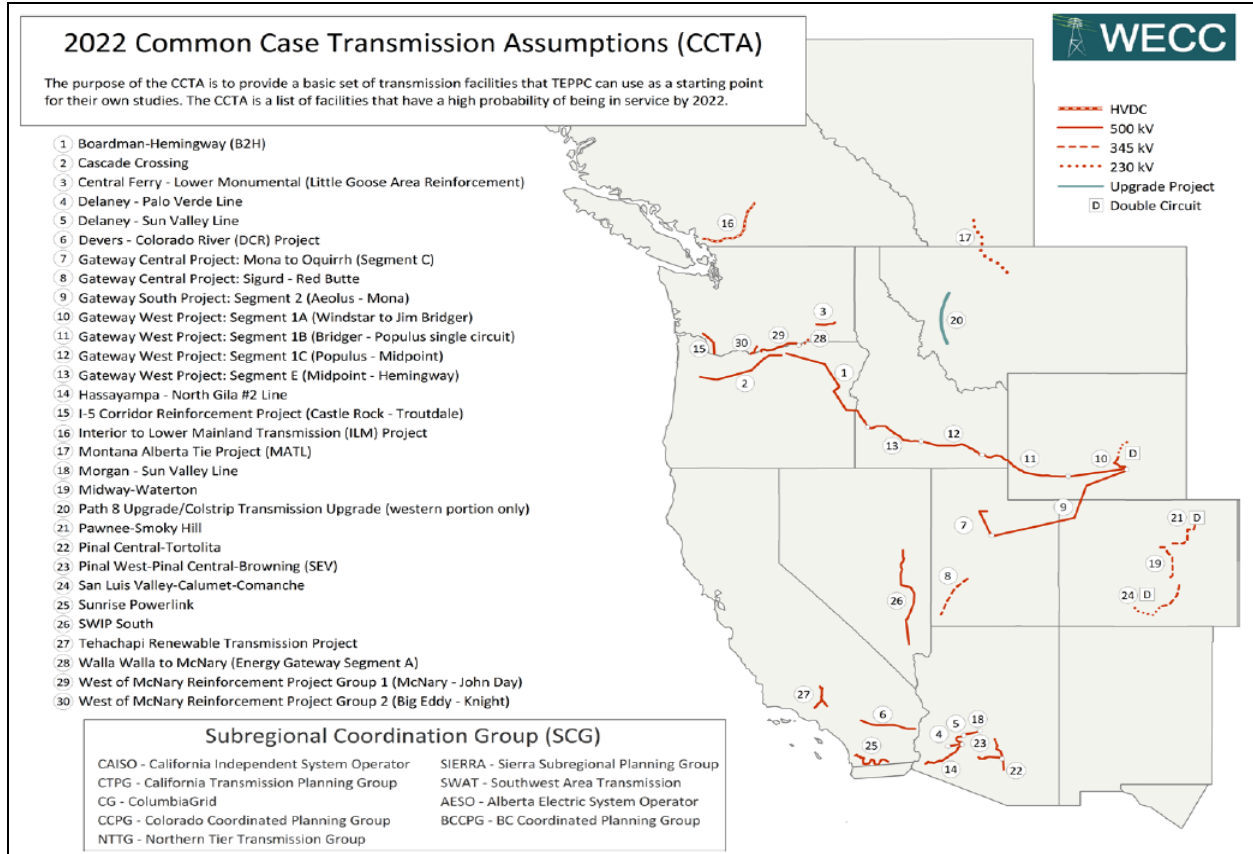 2022 Common Case Transmission Assumptions (CCTA)
The purpose of the CCTA is to provide a basic set of transmission facilities that TEPPC can use as a starting point
for their own studies. The CCTA is a list of facilities that have a high probability of being in service by 2022.
WECC
HVDC
500 kV
345 kV
230 kV
Upgrade Project
D Double Circuit
1 Boardman-Hemingway (B2H)
2 Cascade Crossing
3 Central Ferry - Lower Monumental (Little Goose Area Reinforcement)
4 Delaney - Palo Verde Line
5 Delaney - Sun Valley Line
6 Devers - Colorado River (DCR) Project
7 Gateway Central Project: Mona to Oquirrh (Segment C)
8 Gateway Central Project: Sigurd - Red Butte
9 Gateway South Project: Segment 2 (Aeolus - Mona)
10 Gateway West Project: Segment 1A (Windstar to Jim Bridger)
11 Gateway West Project: Segment 1B (Bridger - Populus single circuit)
12 Gateway West Project: Segment 1C (Populus - Midpoint)
13 Gateway West Project: Segment E (Midpoint - Hemingway)
14 Hassayampa - North Gila #2 Line
15 I-5 Corridor Reinforcement Project (Castle Rock - Troutdale)
16 Interior to Lower Mainland Transmission (ILM) Project
17 Montana Alberta Tie Project (MATL)
18 Morgan - Sun Valley Line
19 Midway-Waterton
20 Path 8 Upgrade/Colstrip Transmission Upgrade (western portion only)
21 Pawnee-Smoky Hill
22 Pinal Central-Tortolita
23 Pinal West-Pinal Central-Browning (SEV)
24 San Luis Valley-Calumet-Comanche
25 Sunrise Powerlink
26 SWIP South
27 Tehachapi Renewable Transmission Project
28 Walla Walla to McNary (Energy Gateway Segment A)
29 West of McNary Reinforcement Project Group 1 (McNary - John Day)
30 West of McNary Reinforcement Project Group 2 (Big Eddy - Knight)
16
17
3
20
29
28
30
15
1
2
12
13
10 D
11
9
7
21 D
19
8
24 D
26
27
6
5
18
4
23
25
14
22
Subregional Coordination Group (SCG)
CAISO - California Independent System Operator
CTPG - California Transmission Planning Group
CG - ColumbiaGrid
CCPG - Colorado Coordinated Planning Group
NTTG - Northern Tier Transmission Group
SIERRA - Sierra Subregional Planning Group
SWAT - Southwest Area Transmission
AESO - Alberta Electric System Operator
BCCPG - BC Coordinated Planning Group